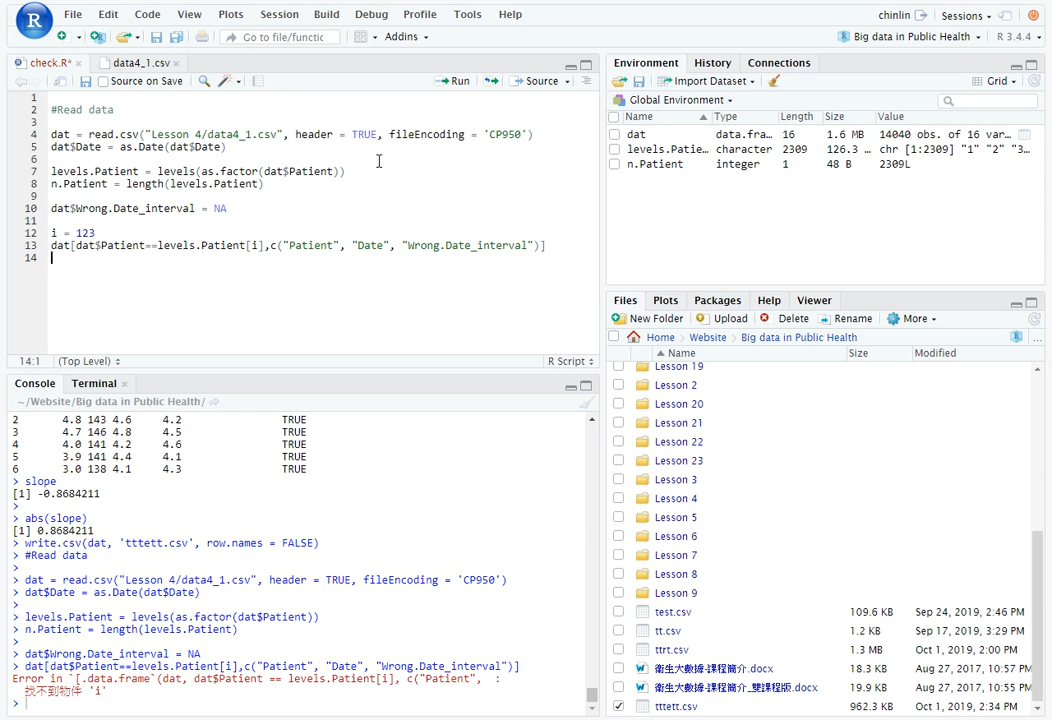 File Edit Code View Plots Session Build Debug Profile Tools Help
chinlin Sessions
Go to file/functic Addins
Big data in Public Health R 3.4.4
check.R* data4_1.csv
Source on Save Run Source
1
2 #Read data
3
4 dat = read.csv("Lesson 4/data4_1.csv", header = TRUE, fileEncoding = 'CP950')
5 dat$Date = as.Date(dat$Date)
6
7 levels.Patient = levels(as.factor(dat$Patient))
8 n.Patient = length(levels.Patient)
9
10 dat$Wrong.Date_interval = NA
11
12 i = 123
13 dat[dat$Patient==levels.Patient[i],c("Patient", "Date", "Wrong.Date_interval")]
14
14:1 (Top Level) R Script
Console Terminal
~/Website/Big data in Public Health/
2 4.8 143 4.6 4.2 TRUE
3 4.7 146 4.8 4.5 TRUE
4 4.0 141 4.2 4.6 TRUE
5 3.9 141 4.4 4.1 TRUE
6 3.0 138 4.1 4.3 TRUE
> slope
[1] -0.8684211
>
> abs(slope)
[1] 0.8684211
> write.csv(dat, 'tttett.csv', row.names = FALSE)
> #Read data
>
> dat = read.csv("Lesson 4/data4_1.csv", header = TRUE, fileEncoding = 'CP950')
> dat$Date = as.Date(dat$Date)
>
> levels.Patient = levels(as.factor(dat$Patient))
> n.Patient = length(levels.Patient)
>
> dat$Wrong.Date_interval = NA
> dat[dat$Patient==levels.Patient[i],c("Patient", "Date", "Wrong.Date_interval")]
Error in `[.data.frame`(dat, dat$Patient == levels.Patient[i], c("Patient", :
找不到物件 'i'
>
Environment History Connections
Import Dataset Grid
Global Environment
Name Type Length Size Value
dat data.fra... 16 1.6 MB 14040 obs. of 16 var...
levels.Patie... character 2309 126.3 ... chr [1:2309] "1" "2" "3...
n.Patient integer 1 48 B 2309L
Files Plots Packages Help Viewer
New Folder Upload Delete Rename More
Home Website Big data in Public Health
Name Size Modified
Lesson 19
Lesson 2
Lesson 20
Lesson 21
Lesson 22
Lesson 23
Lesson 3
Lesson 4
Lesson 5
Lesson 6
Lesson 7
Lesson 8
Lesson 9
test.csv 109.6 KB Sep 24, 2019, 2:46 PM
tt.csv 1.2 KB Sep 17, 2019, 3:29 PM
ttrt.csv 1.3 MB Oct 1, 2019, 2:00 PM
衛生大數據-課程簡介.docx 18.3 KB Aug 27, 2017, 10:57 PM
衛生大數據-課程簡介_雙課程版.docx 19.9 KB Aug 27, 2017, 10:55 PM
tttett.csv 962.3 KB Oct 1, 2019, 2:34 PM